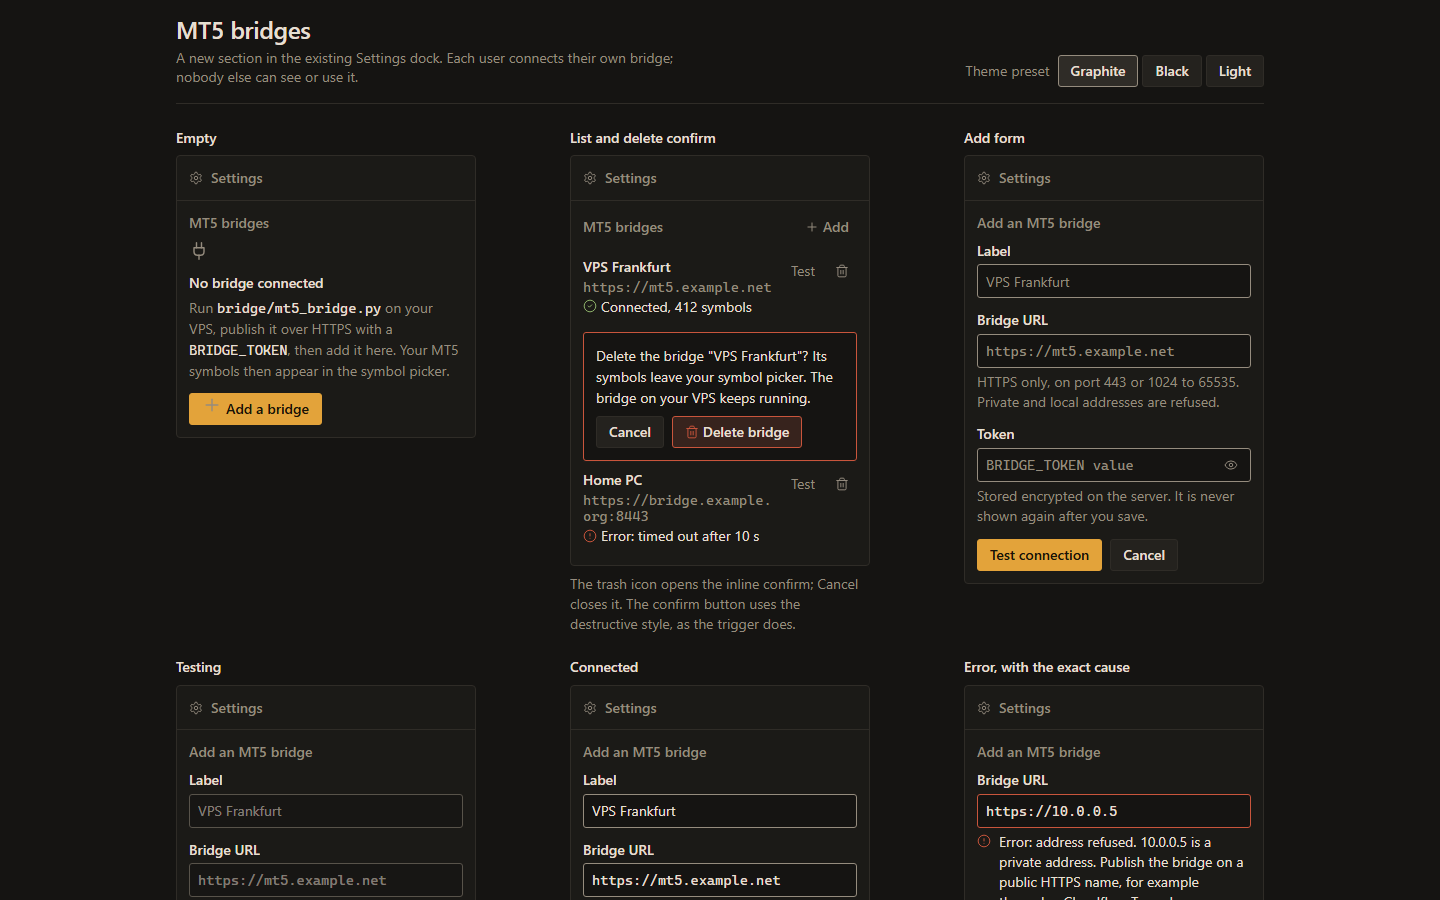 MT5 bridges
A new section in the existing Settings dock. Each user connects their own bridge;
nobody else can see or use it.
Theme preset
Graphite
Black
Light
Empty
Settings
MT5 bridges
No bridge connected
Run bridge/mt5_bridge.py on your
VPS, publish it over HTTPS with a
BRIDGE_TOKEN, then add it here. Your MT5
symbols then appear in the symbol picker.
Add a bridge
List and delete confirm
Settings
MT5 bridges
Add
VPS Frankfurt
Test
https://mt5.example.net
Connected, 412 symbols
Delete the bridge "VPS Frankfurt"? Its
symbols leave your symbol picker. The
bridge on your VPS keeps running.
Cancel
Delete bridge
Home PC
Test
https://bridge.example.
org:8443
Error: timed out after 10 s
The trash icon opens the inline confirm; Cancel
closes it. The confirm button uses the
destructive style, as the trigger does.
Add form
Settings
Add an MT5 bridge
Label
VPS Frankfurt
Bridge URL
https://mt5.example.net
HTTPS only, on port 443 or 1024 to 65535.
Private and local addresses are refused.
Token
BRIDGE_TOKEN value
Stored encrypted on the server. It is never
shown again after you save.
Test connection
Cancel
Testing
Settings
Add an MT5 bridge
Label
VPS Frankfurt
Bridge URL
https://mt5.example.net
Connected
Settings
Add an MT5 bridge
Label
VPS Frankfurt
Bridge URL
https://mt5.example.net
Error, with the exact cause
Settings
Add an MT5 bridge
Bridge URL
https://10.0.0.5
Error: address refused. 10.0.0.5 is a
private address. Publish the bridge on a
public HTTPS name, for example